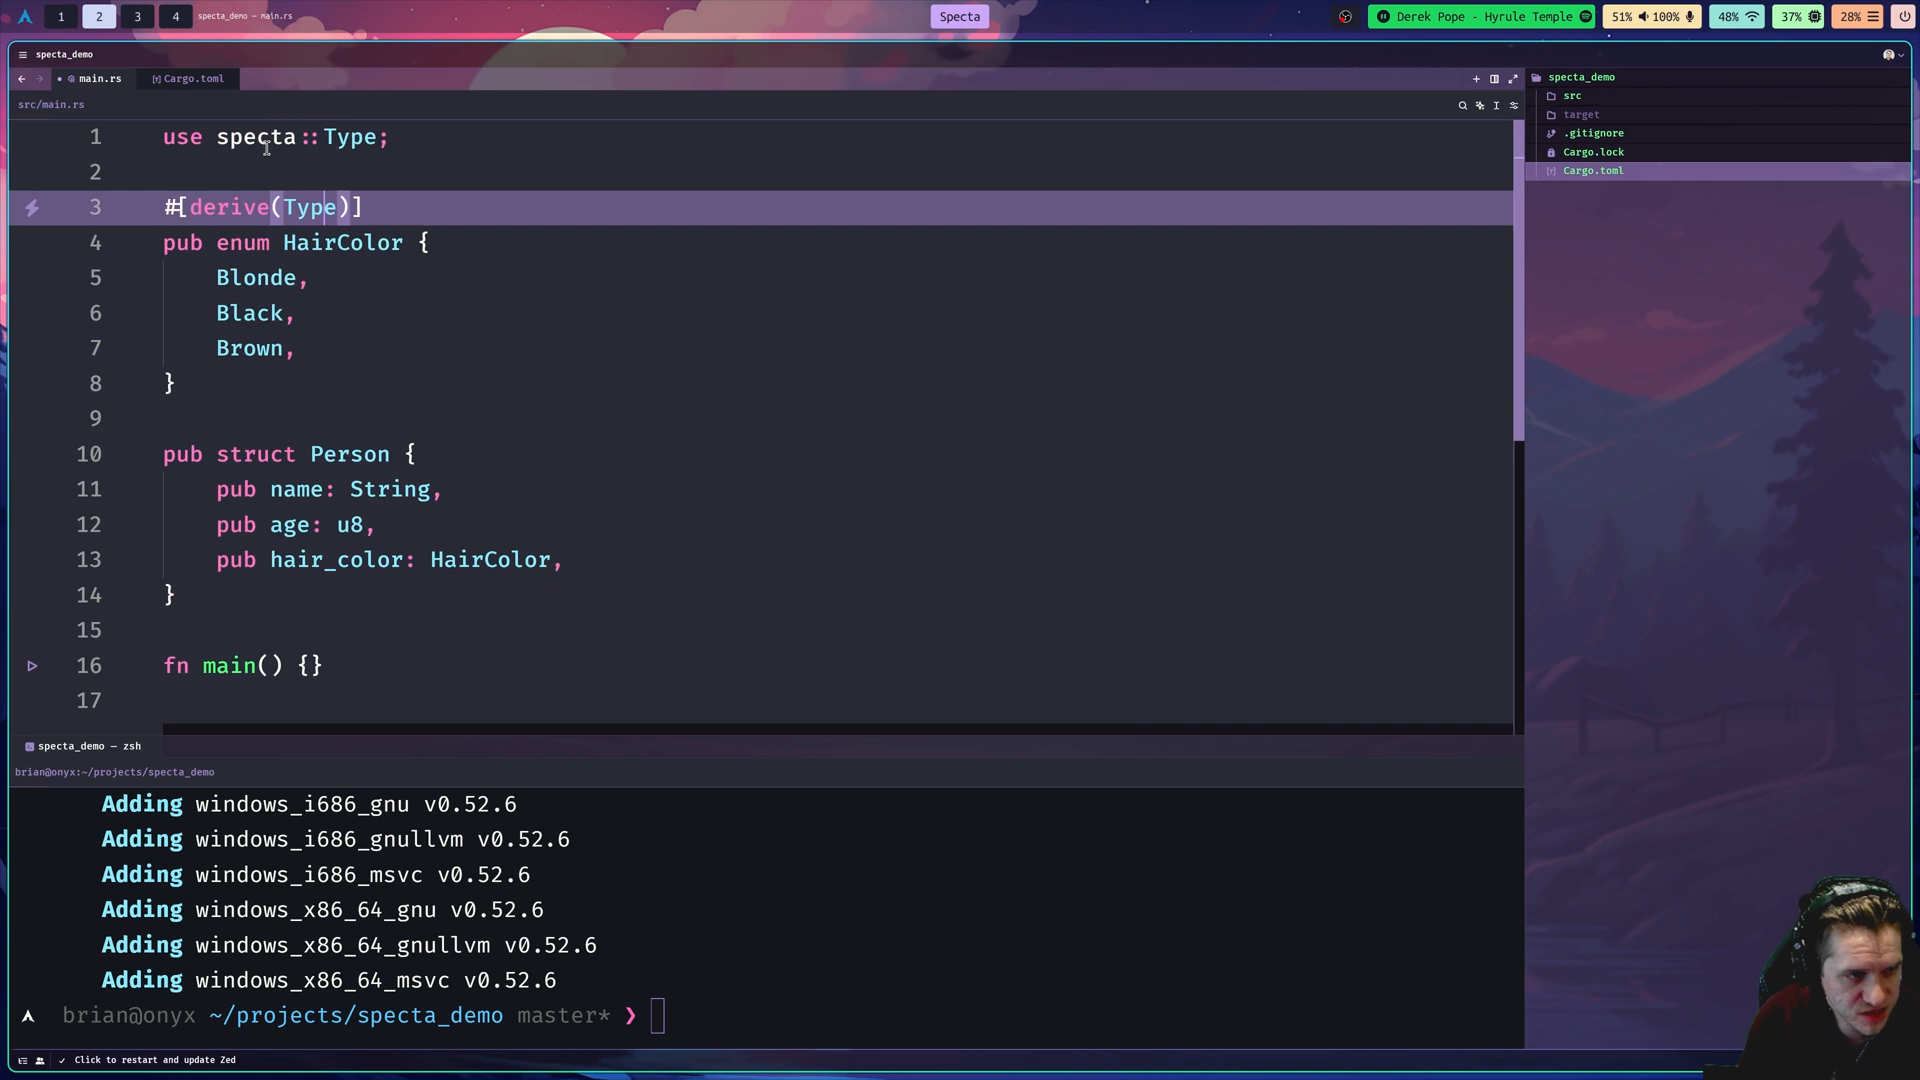 1 2 3 4 specta_demo — main.rs Specta Derek Pope - Hyrule Temple 51% 100% 48% 37% 28%
specta_demo
main.rs Cargo.toml
src/main.rs
1 use specta::Type;
2
3 #[derive(Type)]
4 pub enum HairColor {
5 Blonde,
6 Black,
7 Brown,
8 }
9
10 pub struct Person {
11 pub name: String,
12 pub age: u8,
13 pub hair_color: HairColor,
14 }
15
16 fn main() {}
17
specta_demo
src
target
.gitignore
Cargo.lock
Cargo.toml
specta_demo — zsh
brian@onyx:~/projects/specta_demo
Adding windows_i686_gnu v0.52.6
Adding windows_i686_gnullvm v0.52.6
Adding windows_i686_msvc v0.52.6
Adding windows_x86_64_gnu v0.52.6
Adding windows_x86_64_gnullvm v0.52.6
Adding windows_x86_64_msvc v0.52.6
brian@onyx ~/projects/specta_demo master* ❯
Click to restart and update Zed